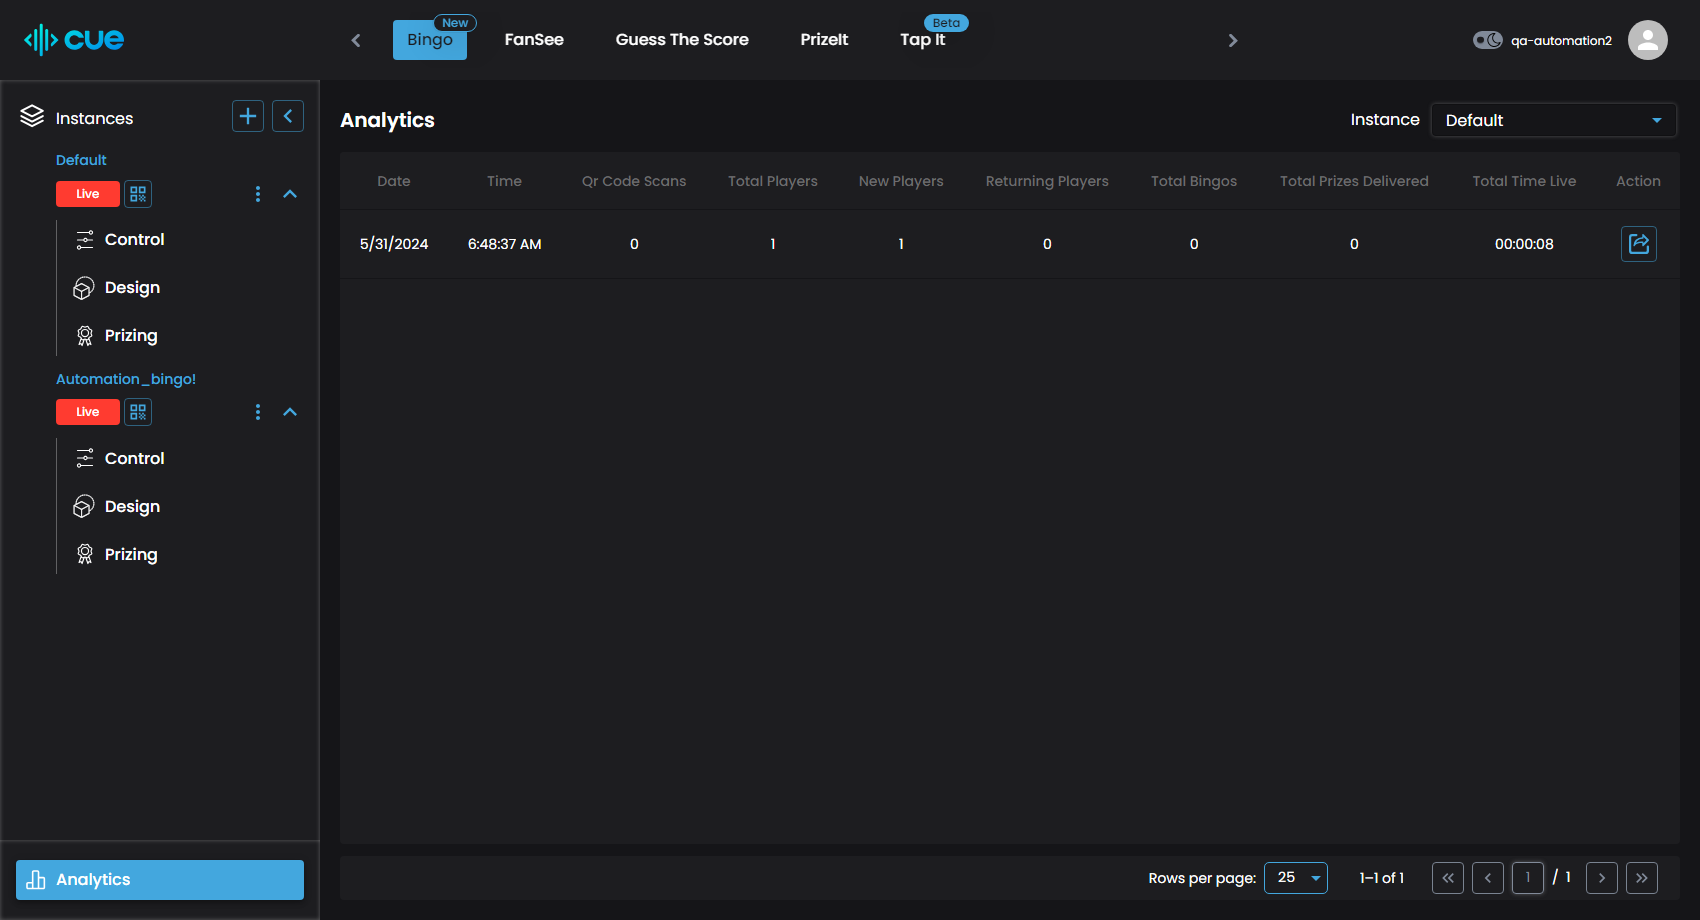 cue
Bingo
New
FanSee
Guess The Score
PrizeIt
Tap It
Beta
qa-automation2
Instances
Default
Live
Control
Design
Prizing
Automation_bingo!
Live
Control
Design
Prizing
Analytics
Analytics
Instance
Default
Date Time Qr Code Scans Total Players New Players Returning Players Total Bingos Total Prizes Delivered Total Time Live Action
5/31/2024 6:48:37 AM 0 1 1 0 0 0 00:00:08
Rows per page: 25 1–1 of 1 1 / 1